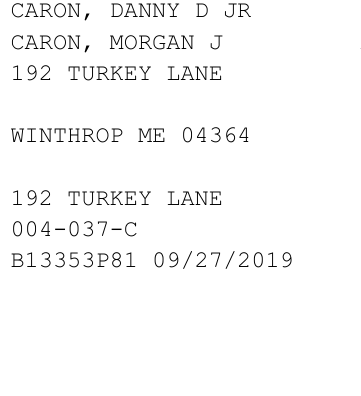 CARON, DANNY D JR
CARON, MORGAN J
192 TURKEY LANE
WINTHROP ME 04364
192 TURKEY LANE
004-037-C
B13353P81 09/27/2019